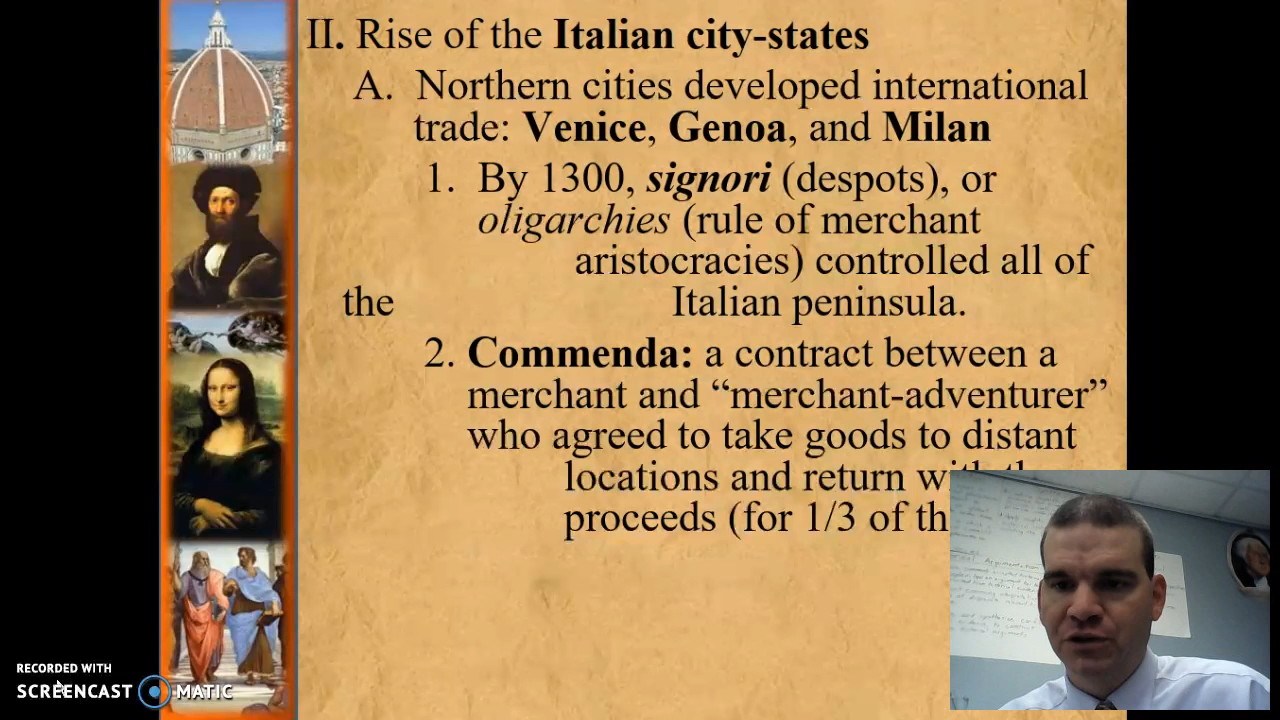 II. Rise of the Italian city-states
A. Northern cities developed international
trade: Venice, Genoa, and Milan
1. By 1300, signori (despots), or
oligarchies (rule of merchant
aristocracies) controlled all of
the Italian peninsula.
2. Commenda: a contract between a
merchant and “merchant-adventurer”
who agreed to take goods to distant
locations and return with
proceeds (for 1/3 of
RECORDED WITH
SCREENCAST MATIC